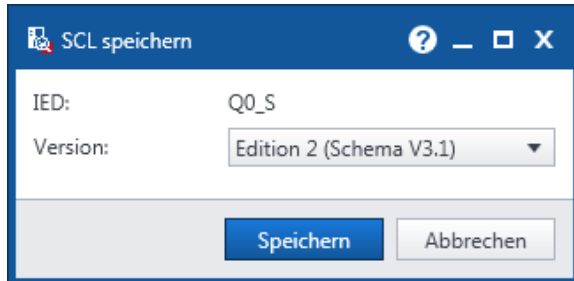 SCL speichern
IED: Q0_S
Version: Edition 2 (Schema V3.1)
Speichern Abbrechen